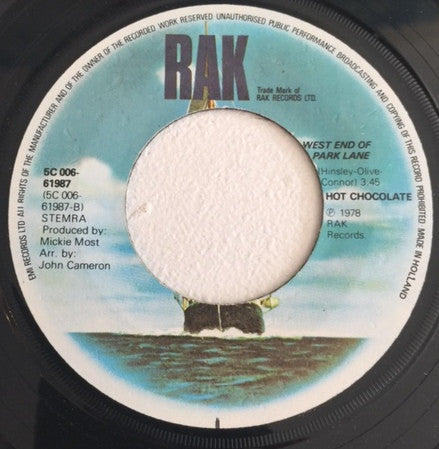 EMI RECORDS LTD ALL RIGHTS OF THE MANUFACTURER AND OF THE OWNER OF THE RECORDED WORK RESERVED UNAUTHORISED PUBLIC PERFORMANCE BROADCASTING AND COPYING OF THIS RECORD PROHIBITED MADE IN HOLLAND
RAK
Trade Mark of
RAK RECORDS LTD.
5C 006-
61987
(5C 006-
61987-B)
STEMRA
Produced by:
Mickie Most
Arr. by:
John Cameron
WEST END OF
PARK LANE
(Hinsley-Olive-
Connor) 3,45
HOT CHOCOLATE
℗ 1978
RAK
Records.